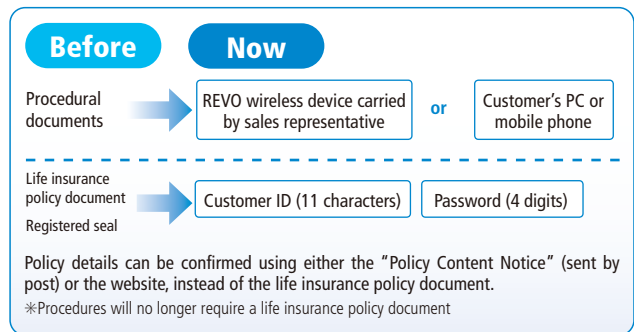 Before Now
Procedural
documents
REVO wireless device carried
by sales representative
or
Customer's PC or
mobile phone
Life insurance
policy document
Registered seal
Customer ID (11 characters)
Password (4 digits)
Policy details can be confirmed using either the “Policy Content Notice” (sent by
post) or the website, instead of the life insurance policy document.
✳Procedures will no longer require a life insurance policy document